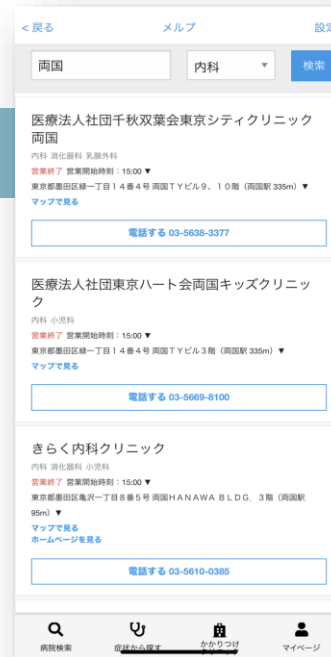 < 戻る メルプ 設定
両国 内科 ▼ 検索
医療法人社団千秋双葉会東京シティクリニック
両国
内科 消化器科 乳腺外科
営業終了 営業開始時刻：15:00 ▼
東京都墨田区緑一丁目１４番４号 両国ＴＹビル９、１０階（両国駅 335m）▼
マップで見る
電話する 03-5638-3377
医療法人社団東京ハート会両国キッズクリニッ
ク
内科 小児科
営業終了 営業開始時刻：15:00 ▼
東京都墨田区緑一丁目１４番４号 両国ＴＹビル３階（両国駅 335m）▼
マップで見る
電話する 03-5669-8100
きらく内科クリニック
内科 消化器科 小児科
営業終了 営業開始時刻：15:00 ▼
東京都墨田区亀沢一丁目８番５号 両国ＨＡＮＡＷＡ ＢＬＤＧ．３階（両国駅
95m）▼
マップで見る
ホームページを見る
電話する 03-5610-0385
病院検索 症状から探す かかりつけ マイページ